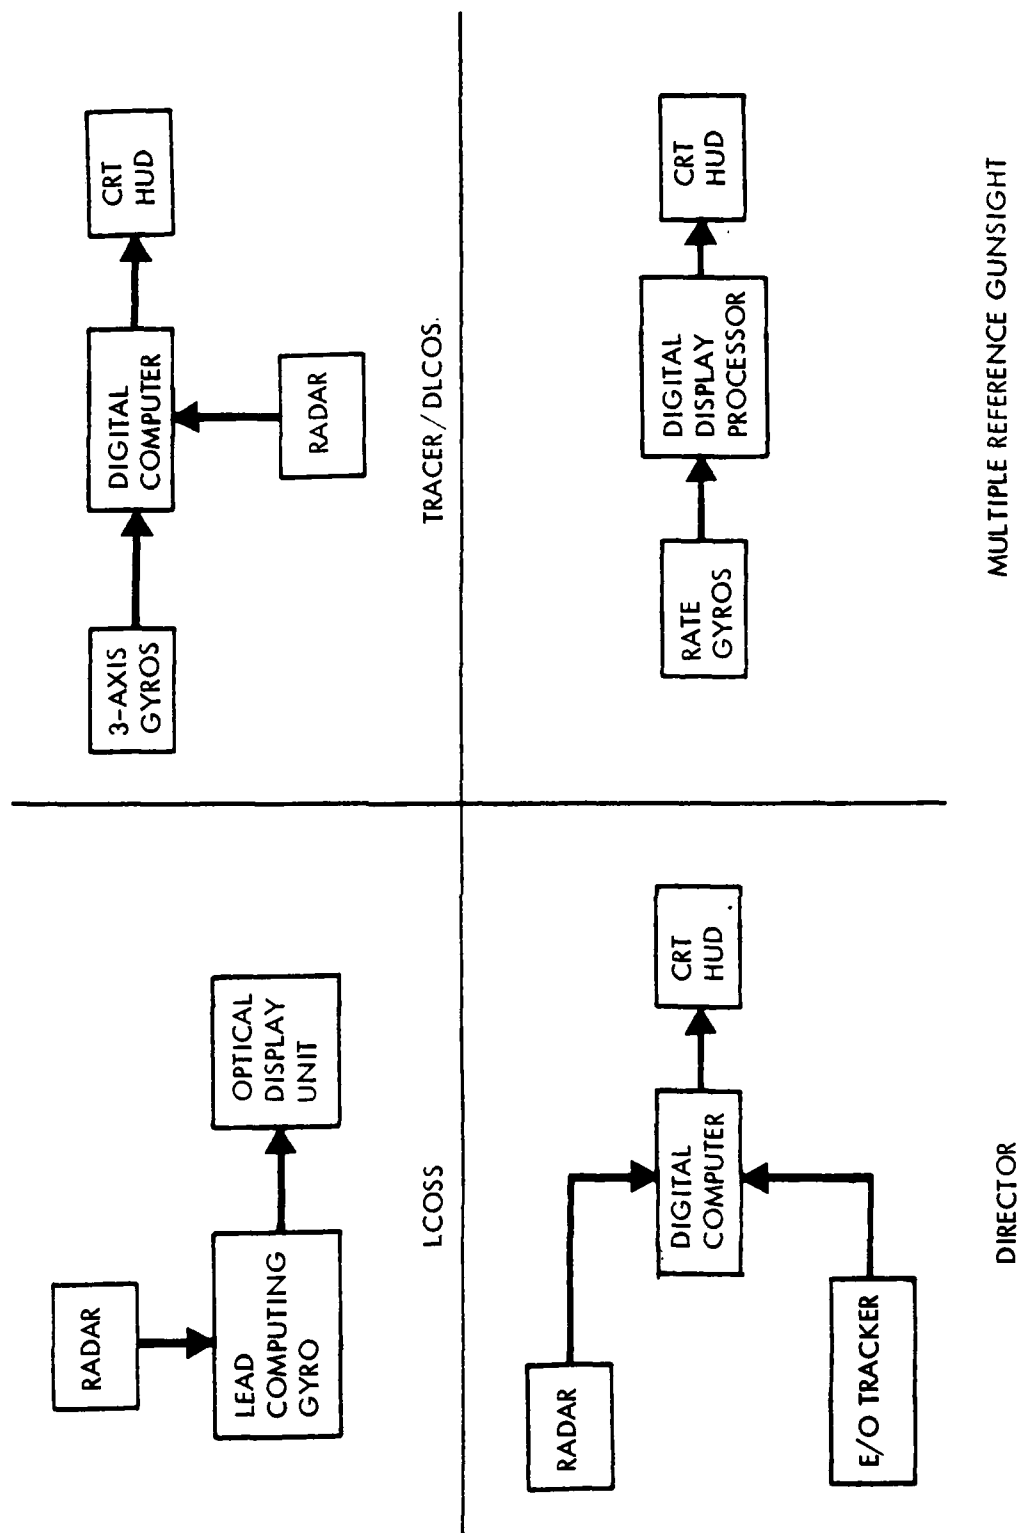 RADAR
LEAD
COMPUTING
GYRO
OPTICAL
DISPLAY
UNIT
LCOSS
3-AXIS
GYROS
DIGITAL
COMPUTER
CRT
HUD
RADAR
TRACER/DLCOS.
RADAR
E/O TRACKER
DIGITAL
COMPUTER
CRT
HUD
DIRECTOR
RATE
GYROS
DIGITAL
DISPLAY
PROCESSOR
CRT
HUD
MULTIPLE REFERENCE GUNSIGHT